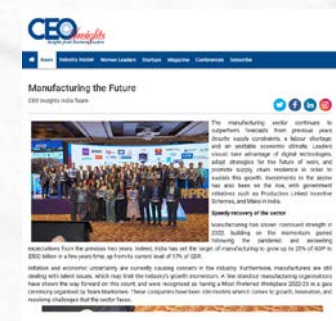 CEOInsights
News Industry Insider Women Leaders Startups Magazine Conferences Subscribe
Manufacturing the Future
CEO Insights India Team
The manufacturing sector continues to
outperform forecasts from previous years
despite supply constraints, a labour shortage,
and an unstable economic climate. Leaders
should take advantage of digital technologies,
adopt strategies for the future of work, and
promote supply chain resilience in order to
sustain this growth. Investments in the sector
has also been on the rise, with government
initiatives such as Production Linked Incentive
Schemes, and Make in India.
Speedy recovery of the sector
Manufacturing has shown continued strength in
2022, building on the momentum gained
following the pandemic and exceeding
expectations from the previous two years. Indeed, India has set the target of manufacturing to grow up to 25% of GDP to
$500 billion in a few years time, up from its current level of 17% of GDP.
Inflation and economic uncertainty are currently causing concern in the industry. Furthermore, manufacturers are still
dealing with talent issues, which may limit the industry's growth momentum. A few stellar manufacturing organisations
have shown the way forward on this count, and were recognised as having a Most Preferred Workplace 2022-23 in a gala
ceremony organised by Team Marksmen. These companies have been role models when it comes to growth, innovation, and
resolving challenges that the sector faces.